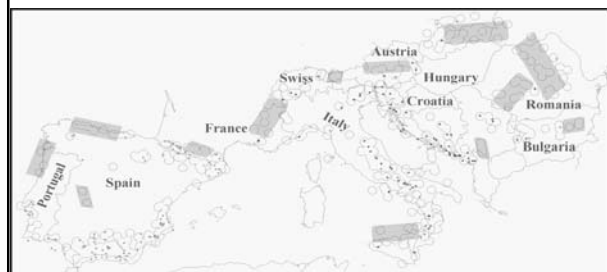 Austria
Swiss
Hungary
Croatia
Romania
France
Italy
Bulgaria
Spain
Portugal